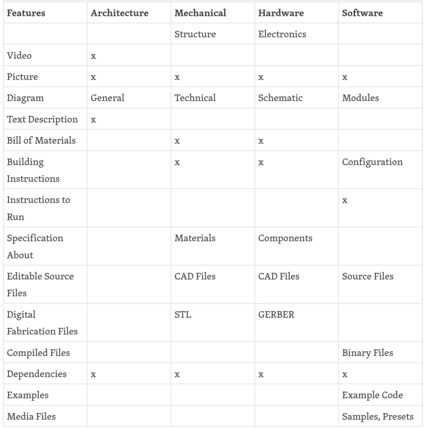 Features Architecture Mechanical Hardware Software
Structure Electronics
Video x
Picture x x x x
Diagram General Technical Schematic Modules
Text Description x
Bill of Materials x x
Building x x Configuration
Instructions
Instructions to x
Run
Specification Materials Components
About
Editable Source CAD Files CAD Files Source Files
Files
Digital STL GERBER
Fabrication Files
Compiled Files Binary Files
Dependencies x x x x
Examples Example Code
Media Files Samples, Presets